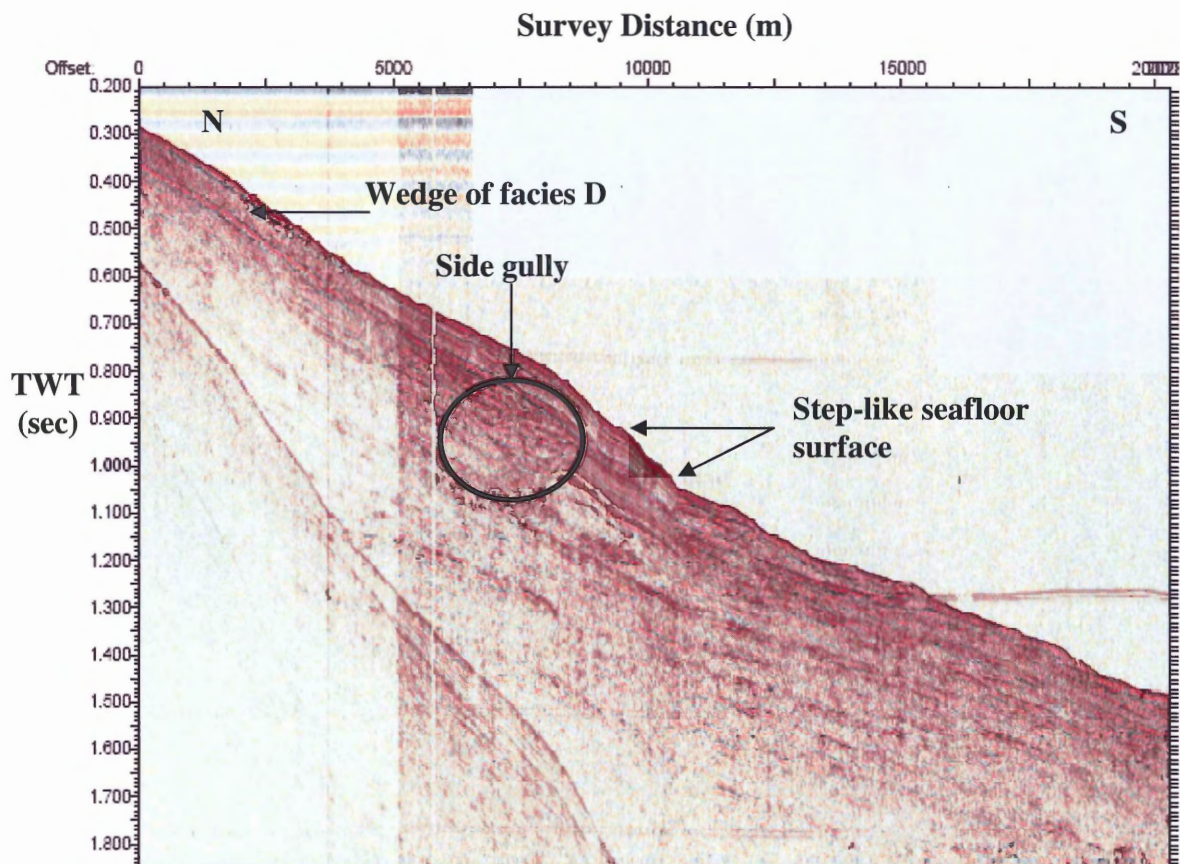 Survey Distance (m)
Offset: 0 5000 10000 15000
0.200
N S
0.300
0.400
Wedge of facies D
0.500
0.600
Side gully
0.700
TWT
(sec)
0.800
0.900
Step-like seafloor
surface
1.000
1.100
1.200
1.300
1.400
1.500
1.600
1.700
1.800